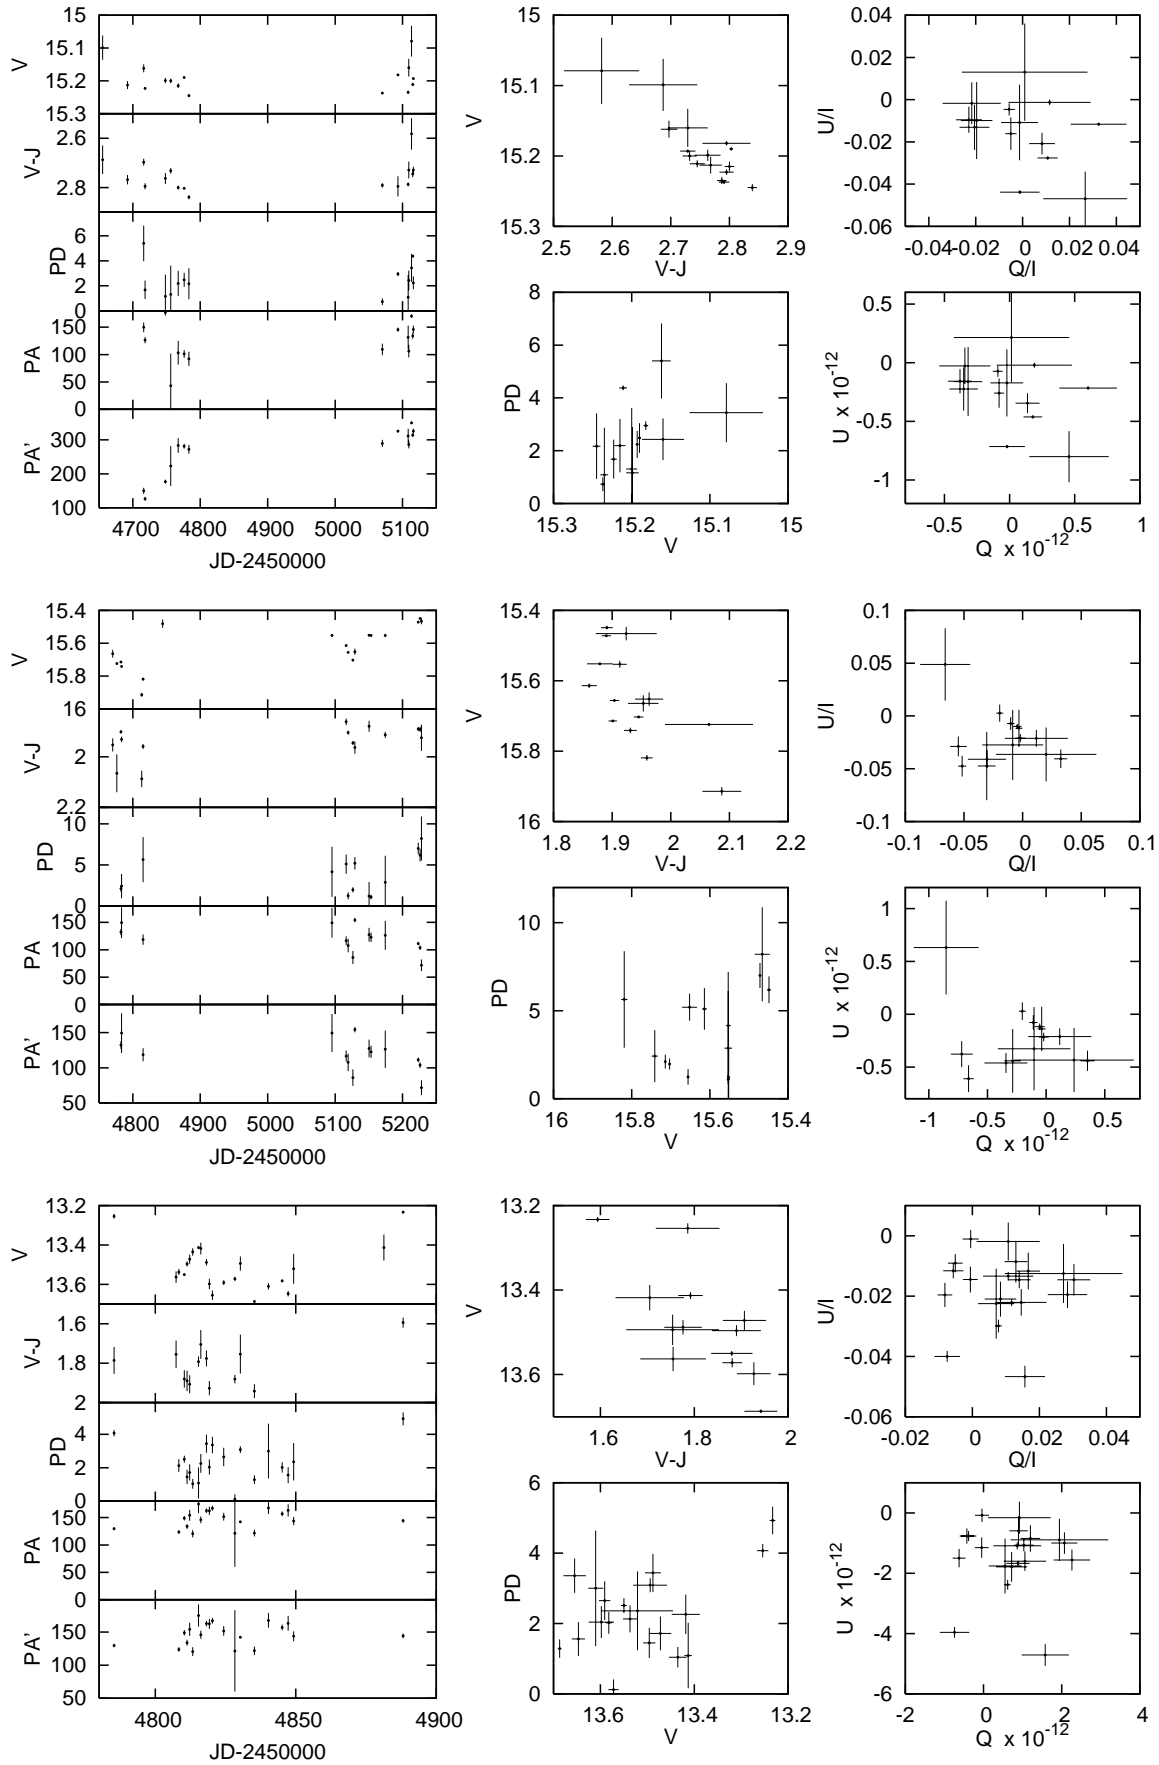 15
15.1
15.2
15.3
V
2.6
2.8
V-J
6
4
2
0
PD
150
100
50
0
PA
300
200
100
PA'
4700 4800 4900 5000 5100
JD-2450000
15
15.1
15.2
15.3
V
2.5 2.6 2.7 2.8 2.9
V-J
8
6
4
2
0
PD
15.3 15.2 15.1 15
V
0.04
0.02
0
-0.02
-0.04
-0.06
U/I
-0.04 -0.02 0 0.02 0.04
Q/I
0.5
0
-0.5
-1
U x 10-12
-0.5 0 0.5 1
Q x 10-12
15.4
15.6
15.8
16
V
2
2.2
V-J
10
5
0
PD
150
100
50
0
PA
150
100
50
PA'
4800 4900 5000 5100 5200
JD-2450000
15.4
15.6
15.8
16
V
1.8 1.9 2 2.1 2.2
V-J
10
5
0
PD
16 15.8 15.6 15.4
V
0.1
0.05
0
-0.05
-0.1
U/I
-0.1 -0.05 0 0.05 0.1
Q/I
1
0.5
0
-0.5
U x 10-12
-1 -0.5 0 0.5
Q x 10-12
13.2
13.4
13.6
V
1.6
1.8
2
V-J
4
2
0
PD
150
100
50
0
PA
150
100
50
PA'
4800 4850 4900
JD-2450000
13.2
13.4
13.6
V
1.6 1.8 2
V-J
6
4
2
0
PD
13.6 13.4 13.2
V
0
-0.02
-0.04
-0.06
U/I
-0.02 0 0.02 0.04
Q/I
0
-2
-4
-6
U x 10-12
-2 0 2 4
Q x 10-12